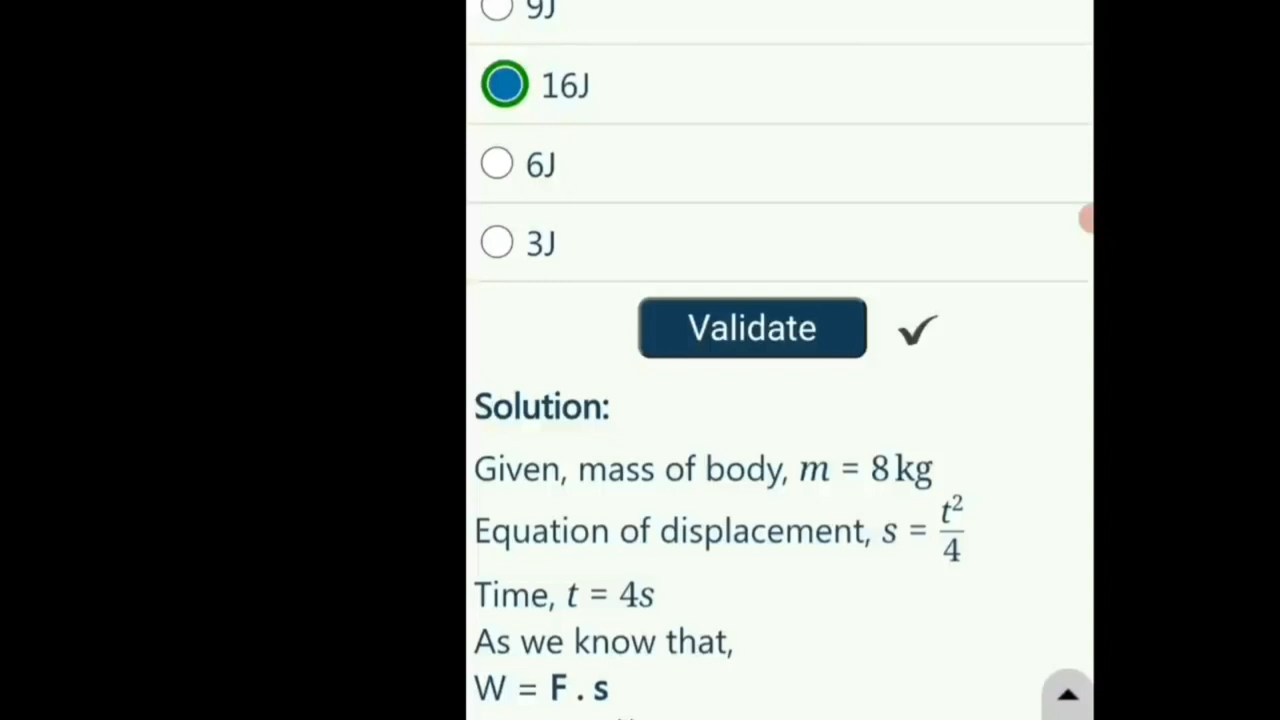 9J
16J
6J
3J
Validate
Solution:
Given, mass of body, m = 8 kg
Equation of displacement, s = t²/4
Time, t = 4s
As we know that,
W = F . s